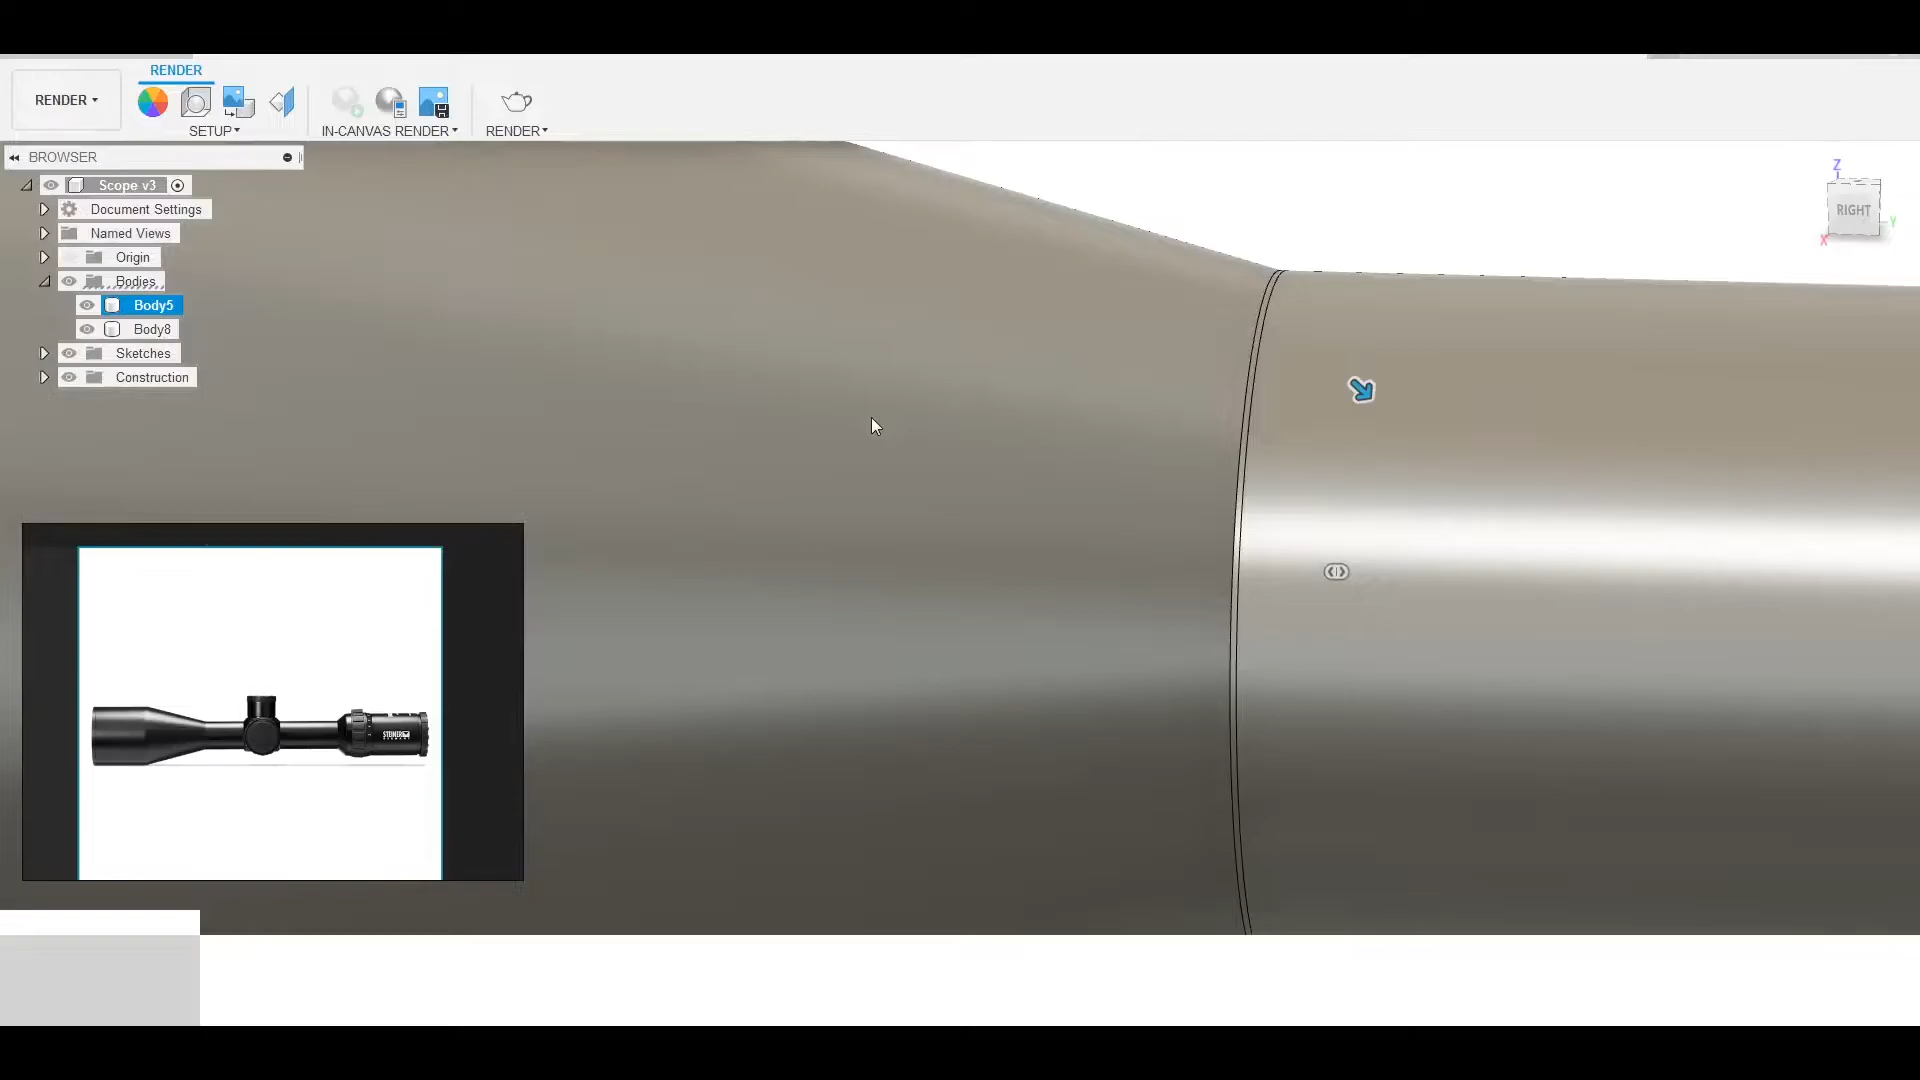 RENDER
RENDER
SETUP
IN-CANVAS RENDER
RENDER
BROWSER
Scope v3
Document Settings
Named Views
Origin
Bodies
Body5
Body8
Sketches
Construction
Z
RIGHT
Y
X
STEINER